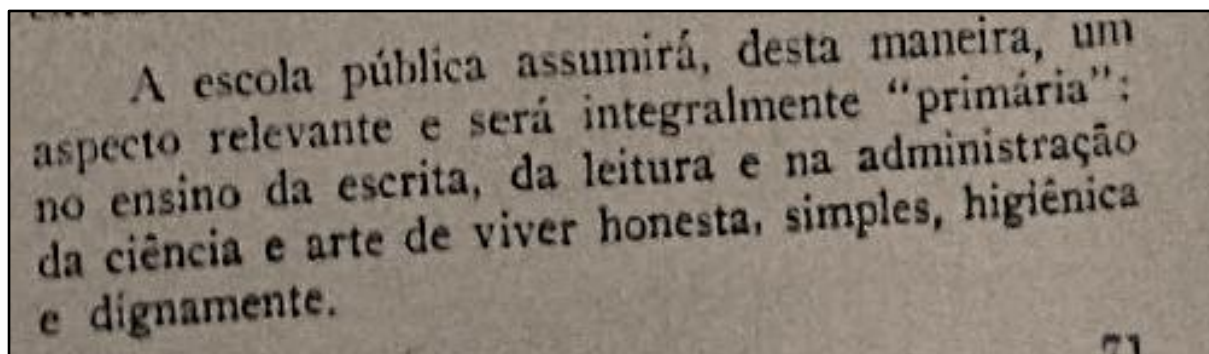 A escola pública assumirá, desta maneira, um
aspecto relevante e será integralmente “primária”:
no ensino da escrita, da leitura e na administração
da ciência e arte de viver honesta, simples, higiênica
e dignamente.
71